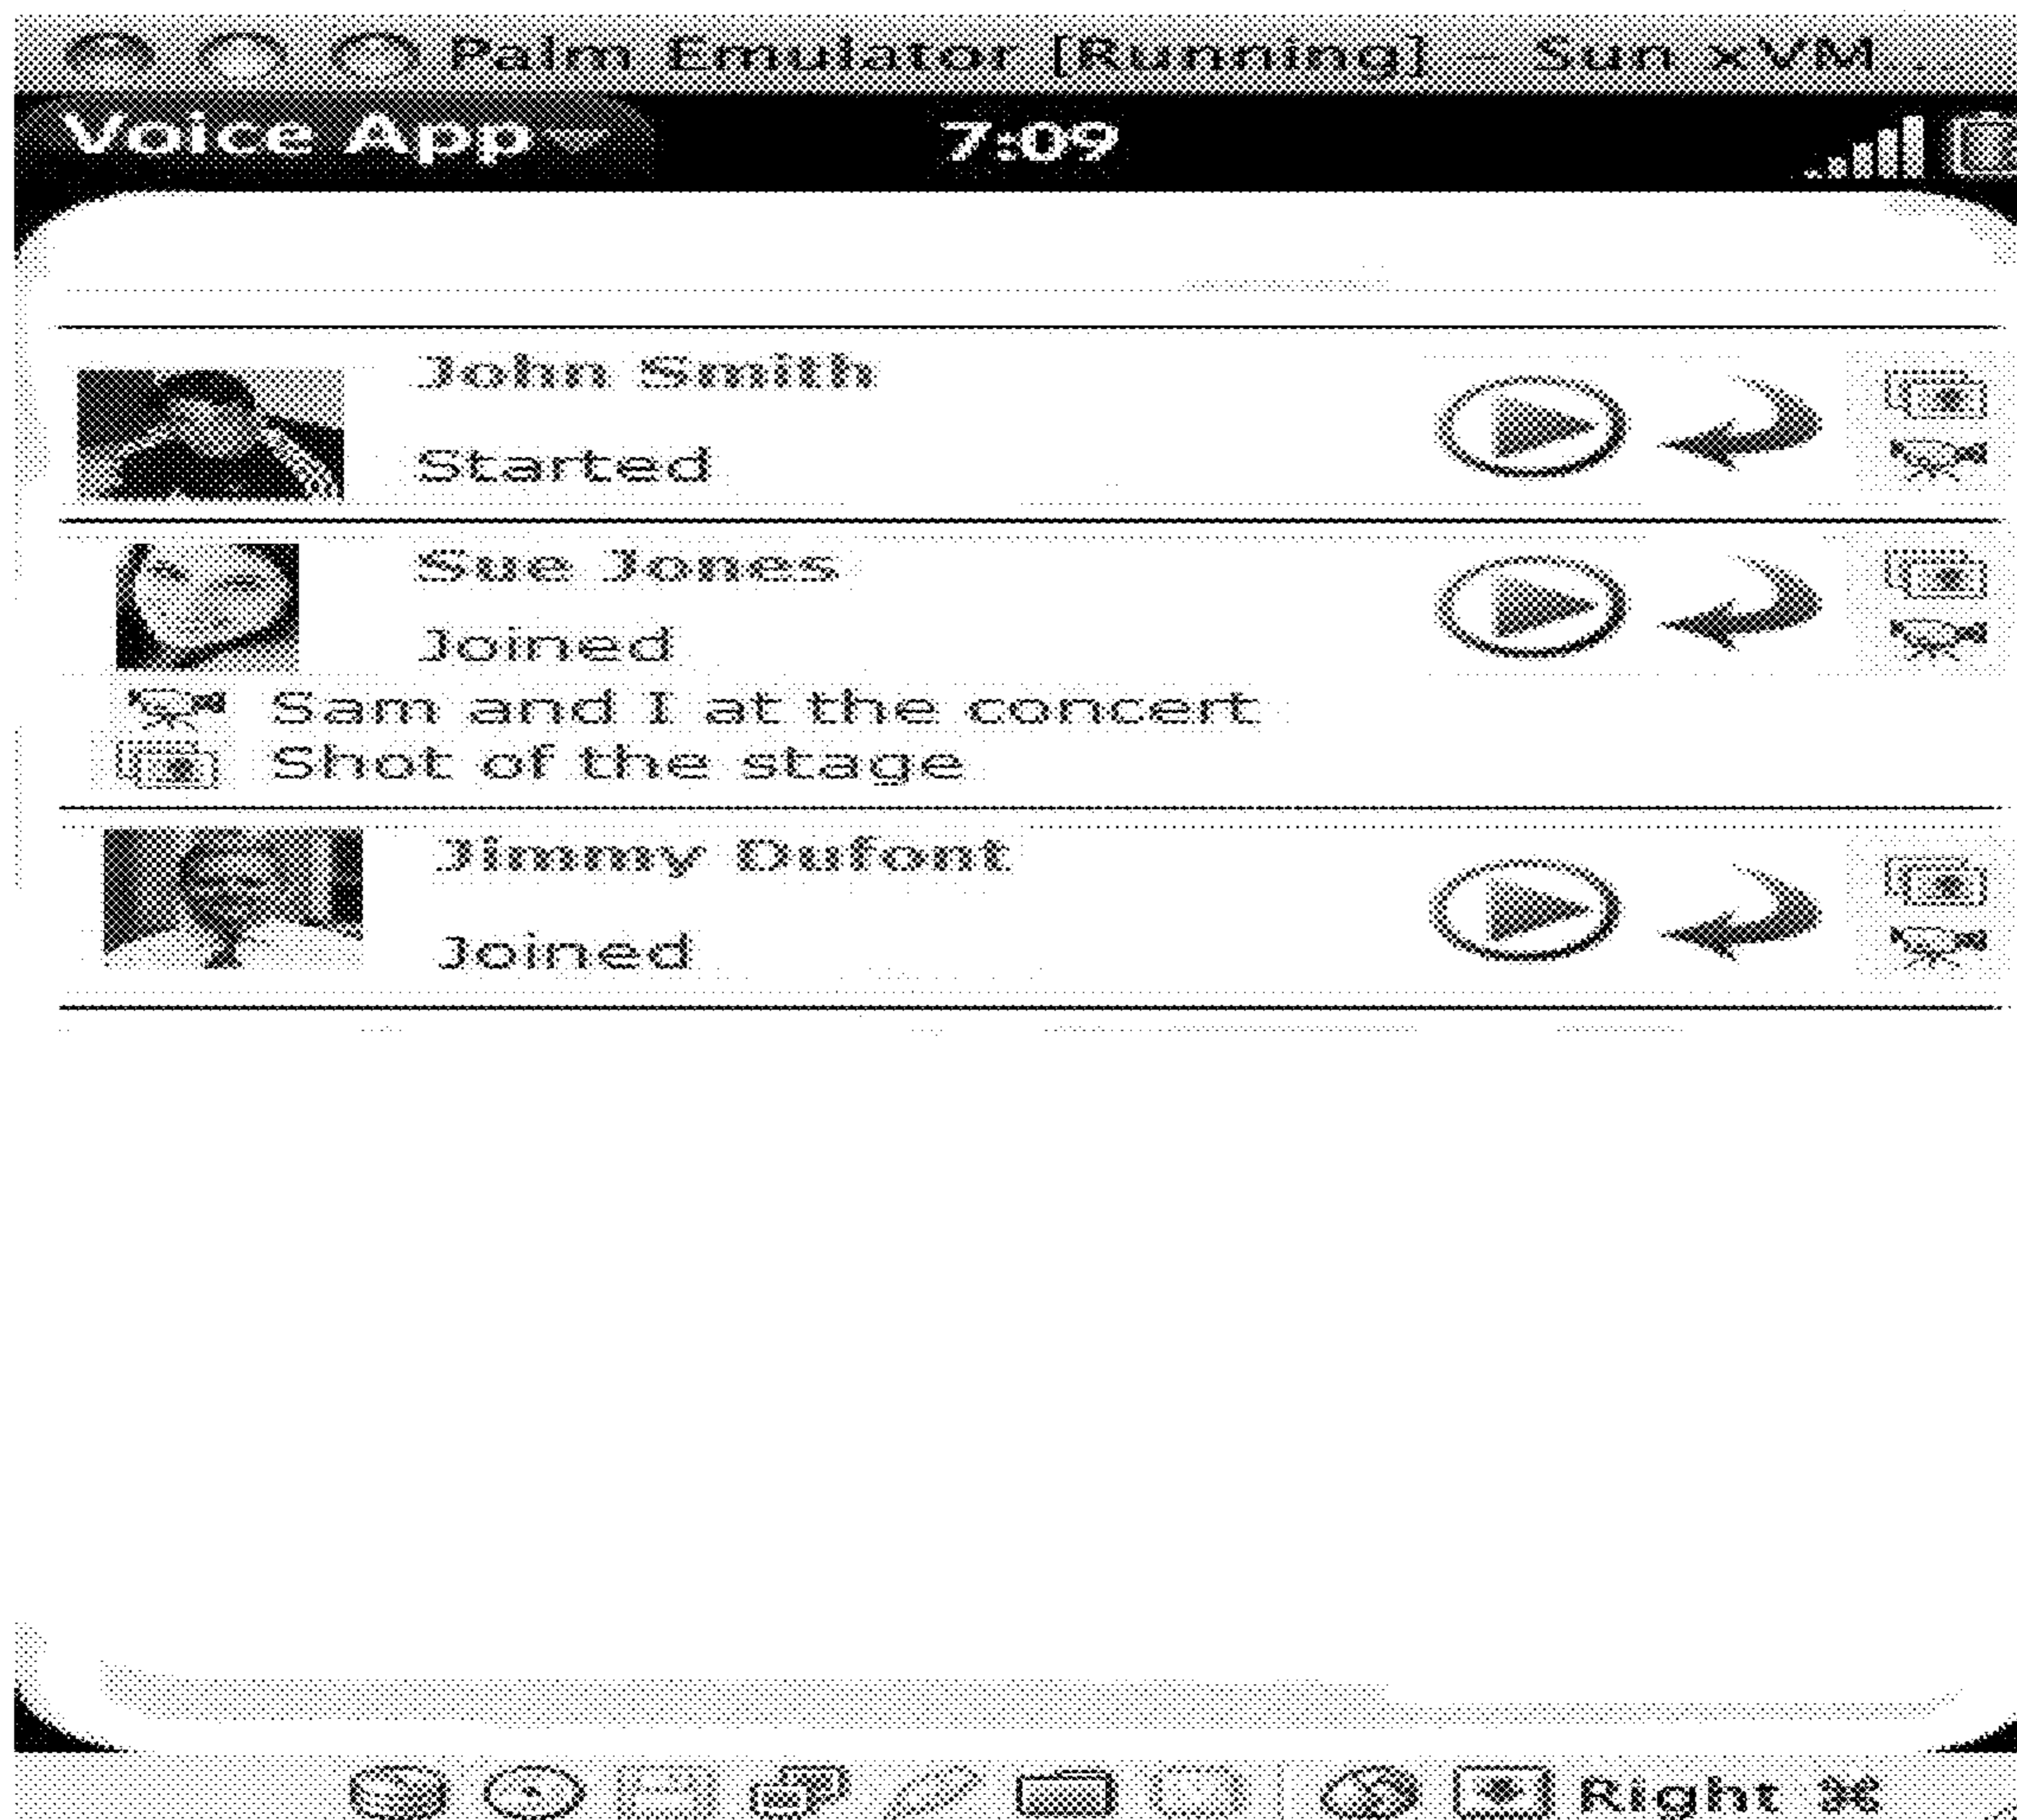 Palm Emulator [Running] – Sun xVM...
Voice App 7:09
John Smith
Started
Sue Jones
Joined
Sam and I at the concert
Shot of the stage
Jimmy Dufont
Joined
Right ⌘